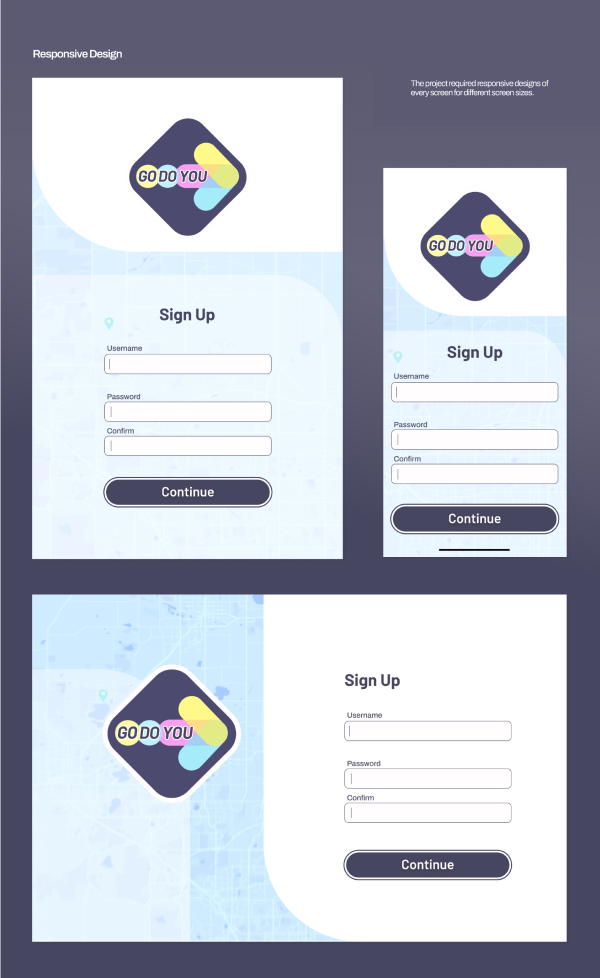 Responsive Design
The project required responsive designs of
every screen for different screen sizes.
GO DO YOU
Sign Up
Username
Password
Confirm
Continue
GO DO YOU
Sign Up
Username
Password
Confirm
Continue
GO DO YOU
Sign Up
Username
Password
Confirm
Continue